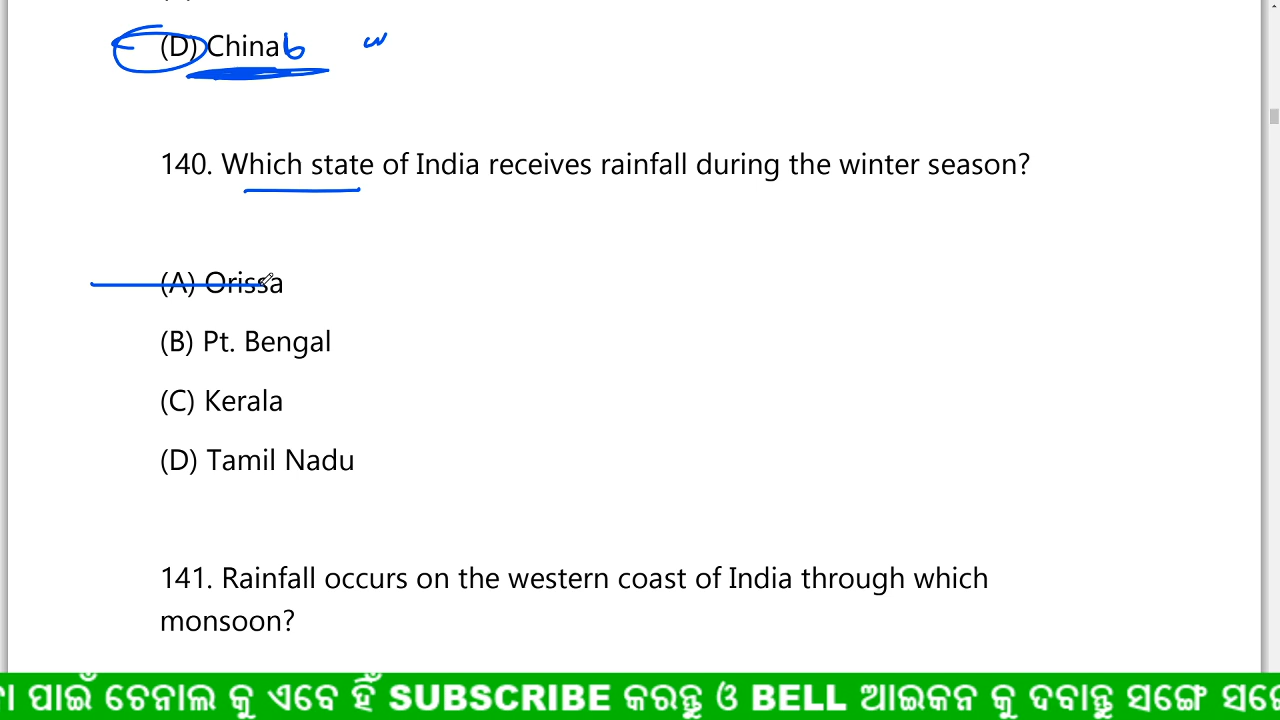 (D) China b w
140. Which state of India receives rainfall during the winter season?
(A) Orissa
(B) Pt. Bengal
(C) Kerala
(D) Tamil Nadu
141. Rainfall occurs on the western coast of India through which
monsoon?
ପାଇଁ ଚେନାଲ କୁ ଏବେ ହିଁ SUBSCRIBE କରନ୍ତୁ ଓ BELL ଆଇକନ କୁ ଦବାନ୍ତୁ ସଙ୍ଗେ